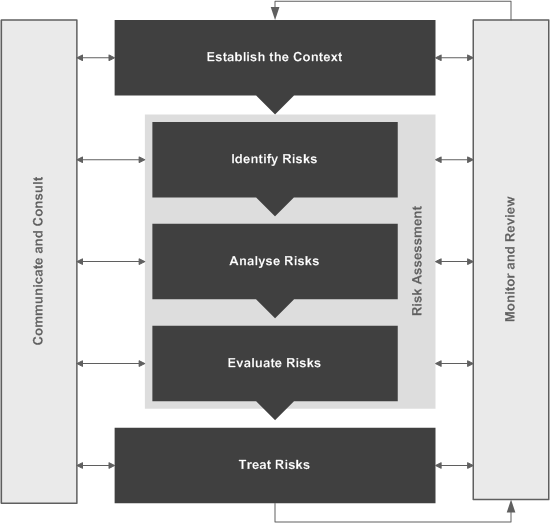 Establish the Context
Communicate and Consult
Identify Risks
Analyse Risks
Evaluate Risks
Risk Assessment
Monitor and Review
Treat Risks